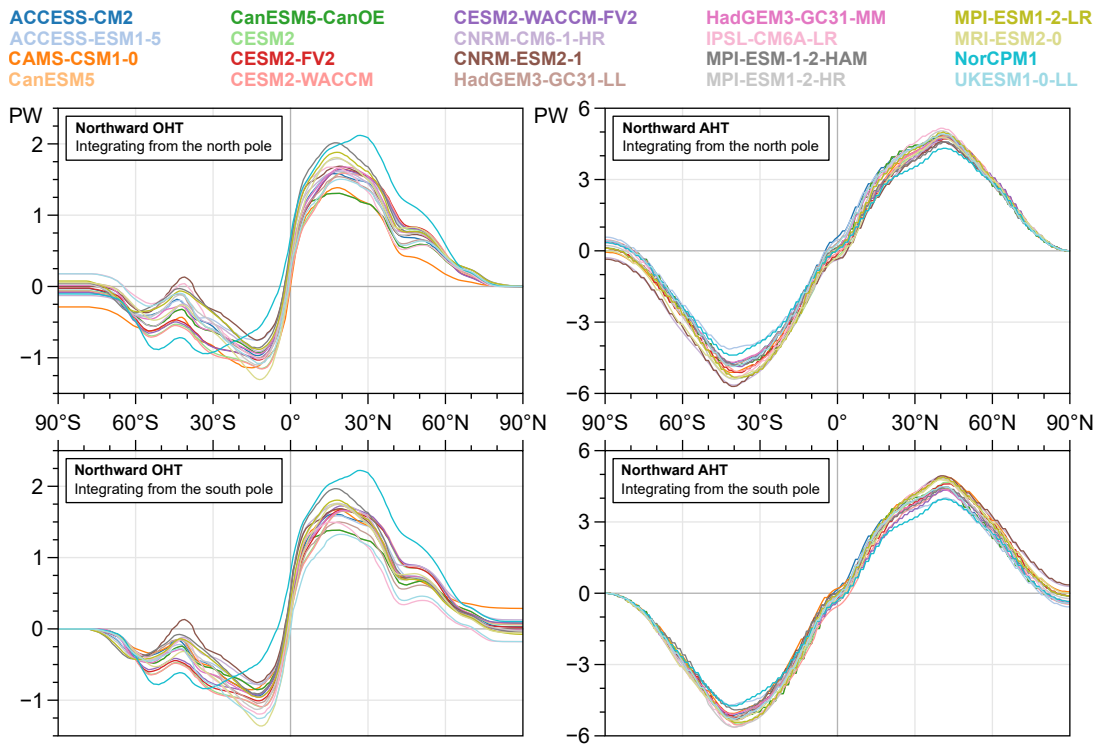 ACCESS-CM2 CanESM5-CanOE CESM2-WACCM-FV2 HadGEM3-GC31-MM MPI-ESM1-2-LR
ACCESS-ESM1-5 CESM2 CNRM-CM6-1-HR IPSL-CM6A-LR MRI-ESM2-0
CAMS-CSM1-0 CESM2-FV2 CNRM-ESM2-1 MPI-ESM-1-2-HAM NorCPM1
CanESM5 CESM2-WACCM HadGEM3-GC31-LL MPI-ESM1-2-HR UKESM1-0-LL
PW
Northward OHT
Integrating from the north pole
2
1
0
−1
90°S 60°S 30°S 0° 30°N 60°N 90°N
PW
Northward AHT
Integrating from the north pole
6
3
0
−3
−6
90°S 60°S 30°S 0° 30°N 60°N 90°N
Northward OHT
Integrating from the south pole
2
1
0
−1
Northward AHT
Integrating from the south pole
6
3
0
−3
−6